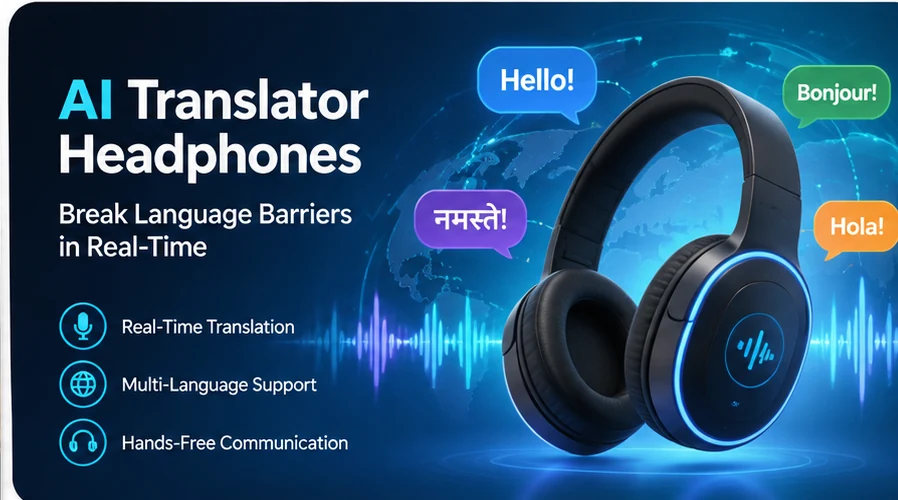 AI Translator
Headphones
Break Language Barriers
in Real-Time
Real-Time Translation
Multi-Language Support
Hands-Free Communication
Hello!
Bonjour!
नमस्ते!
Hola!